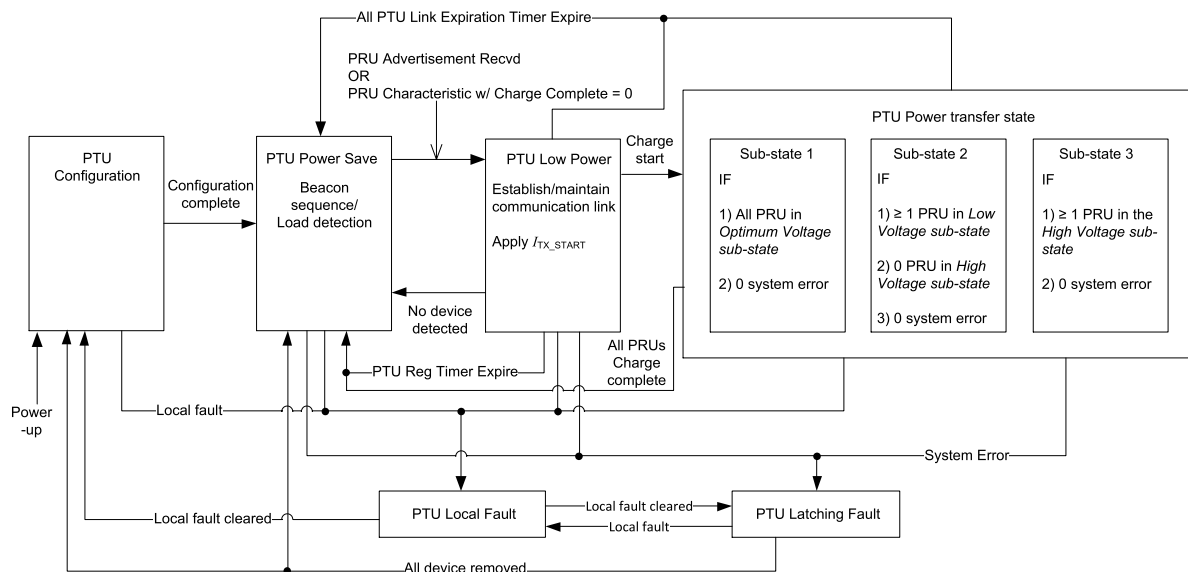 All PTU Link Expiration Timer Expire
PRU Advertisement Recvd
OR
PRU Characteristic w/ Charge Complete = 0
PTU
Configuration
Configuration
complete
PTU Power Save
Beacon
sequence/
Load detection
PTU Low Power
Establish/maintain
communication link
Apply I_TX_START
Charge
start
PTU Power transfer state
Sub-state 1
IF
1) All PRU in
Optimum Voltage
sub-state
2) 0 system error
Sub-state 2
IF
1) ≥ 1 PRU in Low
Voltage sub-state
2) 0 PRU in High
Voltage sub-state
3) 0 system error
Sub-state 3
IF
1) ≥ 1 PRU in the
High Voltage sub-
state
2) 0 system error
No device
detected
All PRUs
Charge
complete
PTU Reg Timer Expire
Power
-up
Local fault
System Error
PTU Local Fault
Local fault cleared
Local fault
PTU Latching Fault
Local fault cleared
All device removed